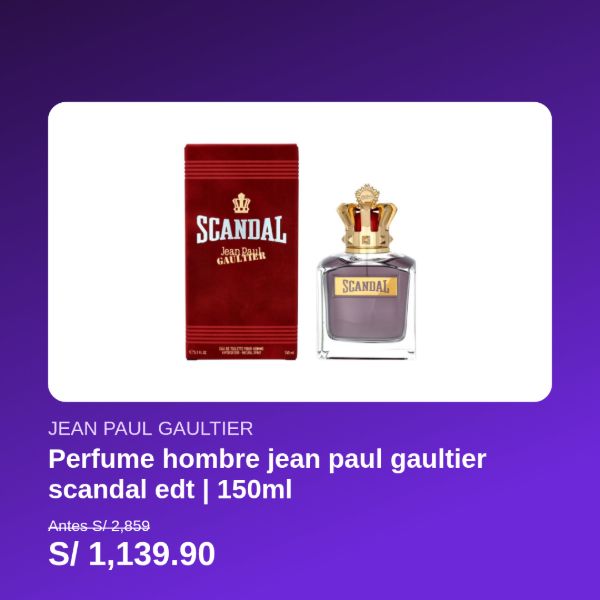 SCANDAL
Jean Paul
GAULTIER
SCANDAL
JEAN PAUL GAULTIER
Perfume hombre jean paul gaultier
scandal edt | 150ml
Antes S/ 2,859
S/ 1,139.90